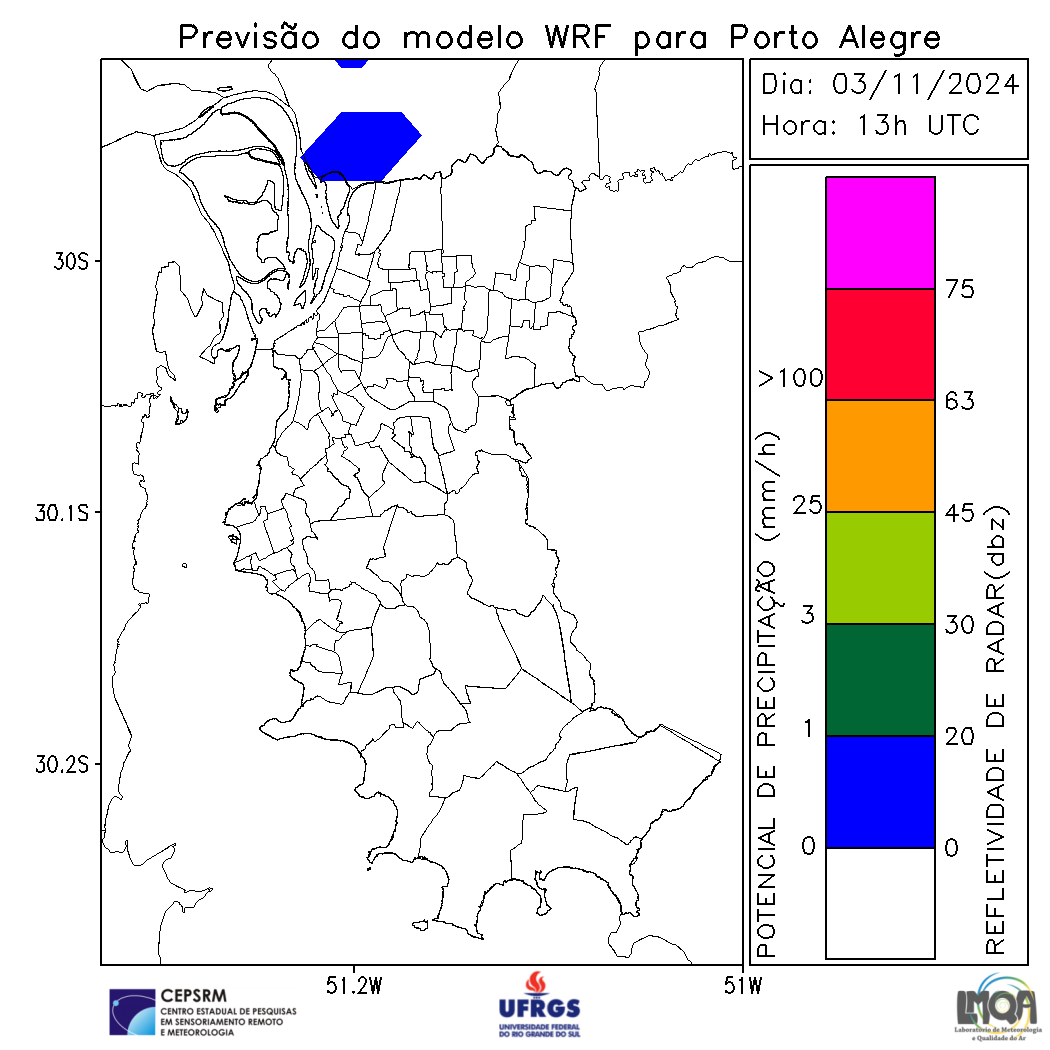 Previsão do modelo WRF para Porto Alegre
Dia: 03/11/2024
Hora: 13h UTC
30S
30.1S
30.2S
51.2W
51W
POTENCIAL DE PRECIPITAÇÃO (mm/h)
>100
25
3
1
0
75
63
45
30
20
0
REFLETIVIDADE DE RADAR(dbz)
CEPSRM
CENTRO ESTADUAL DE PESQUISAS
EM SENSORIAMENTO REMOTO
E METEOROLOGIA
UFRGS
UNIVERSIDADE FEDERAL
DO RIO GRANDE DO SUL
LMQA
Laboratório de Meteorologia
e Qualidade do Ar